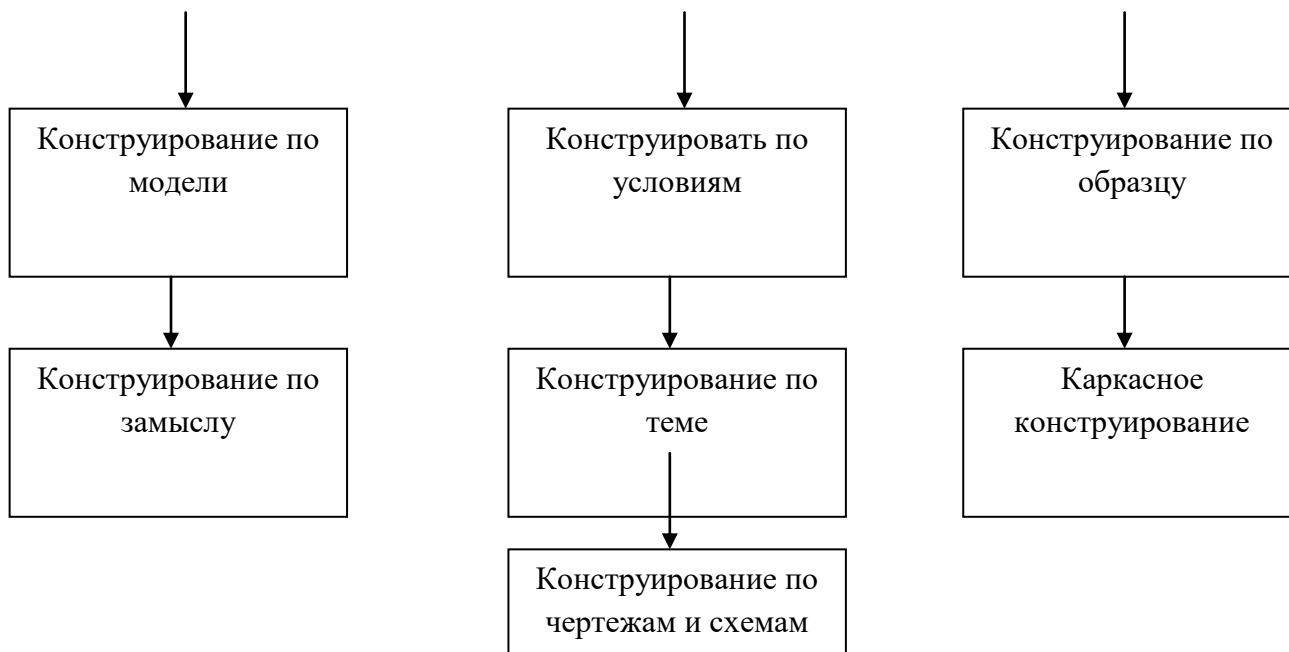 Конструирование по
модели
Конструировать по
условиям
Конструирование по
образцу
Конструирование по
замыслу
Конструирование по
теме
Каркасное
конструирование
Конструирование по
чертежам и схемам